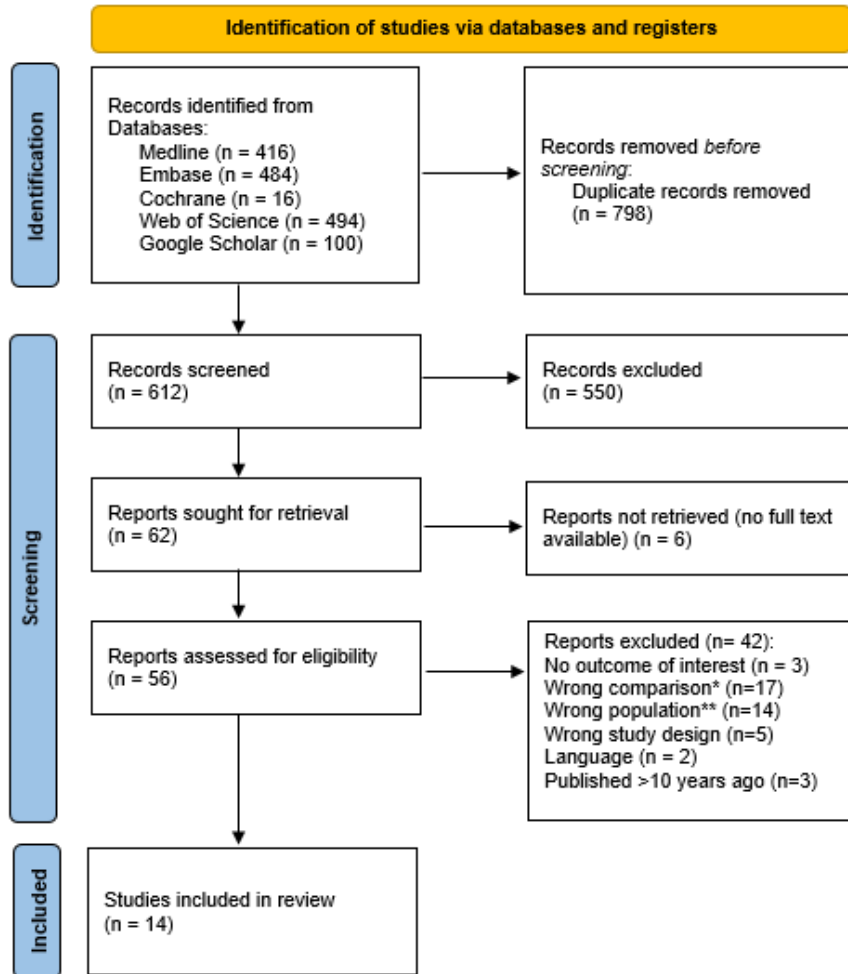 Identification of studies via databases and registers
Identification
Records identified from
Databases:
Medline (n = 416)
Embase (n = 484)
Cochrane (n = 16)
Web of Science (n = 494)
Google Scholar (n = 100)
Records removed before
screening:
Duplicate records removed
(n = 798)
Screening
Records screened
(n = 612)
Records excluded
(n = 550)
Reports sought for retrieval
(n = 62)
Reports not retrieved (no full text
available) (n = 6)
Reports assessed for eligibility
(n = 56)
Reports excluded (n= 42):
No outcome of interest (n = 3)
Wrong comparison* (n=17)
Wrong population** (n=14)
Wrong study design (n=5)
Language (n = 2)
Published >10 years ago (n=3)
Included
Studies included in review
(n = 14)